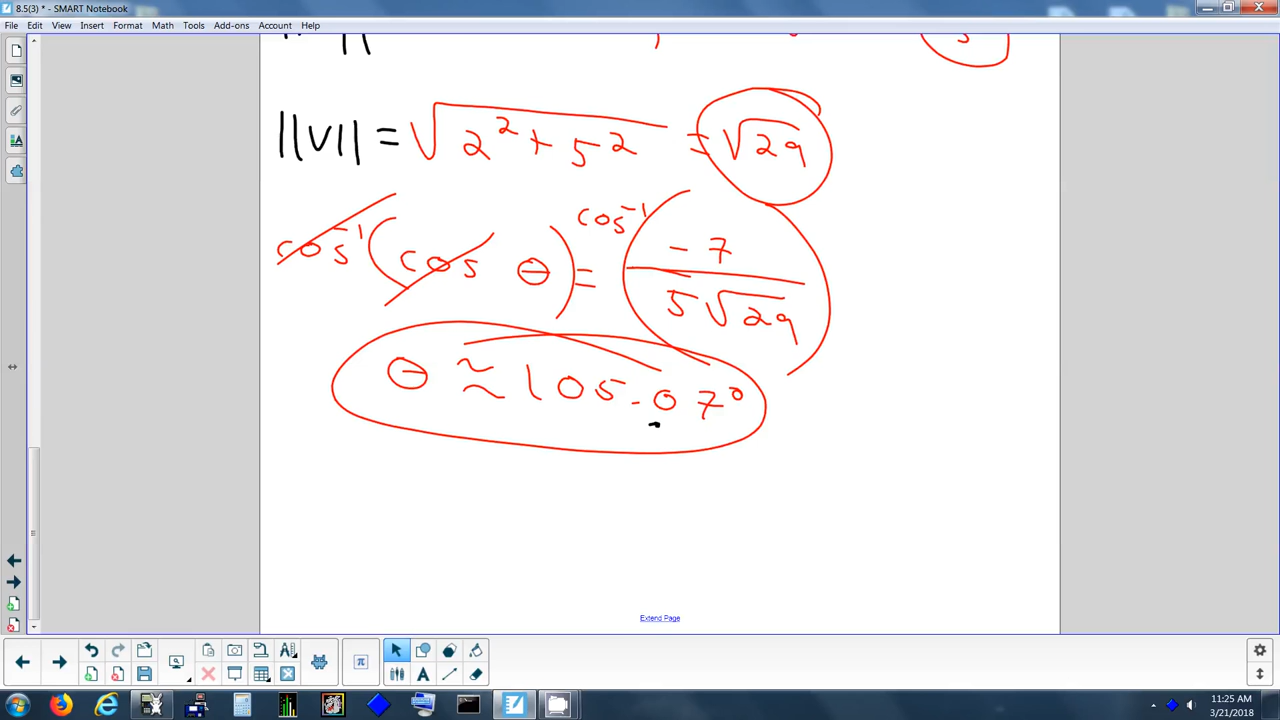 8.5(3) * - SMART Notebook
File Edit View Insert Format Math Tools Add-ons Account Help
||V|| = √2² + 5² = √29
cos⁻¹(cos θ) = cos⁻¹(-7 / 5√29)
θ ≈ 105.07°
Extend Page
11:25 AM
3/21/2018